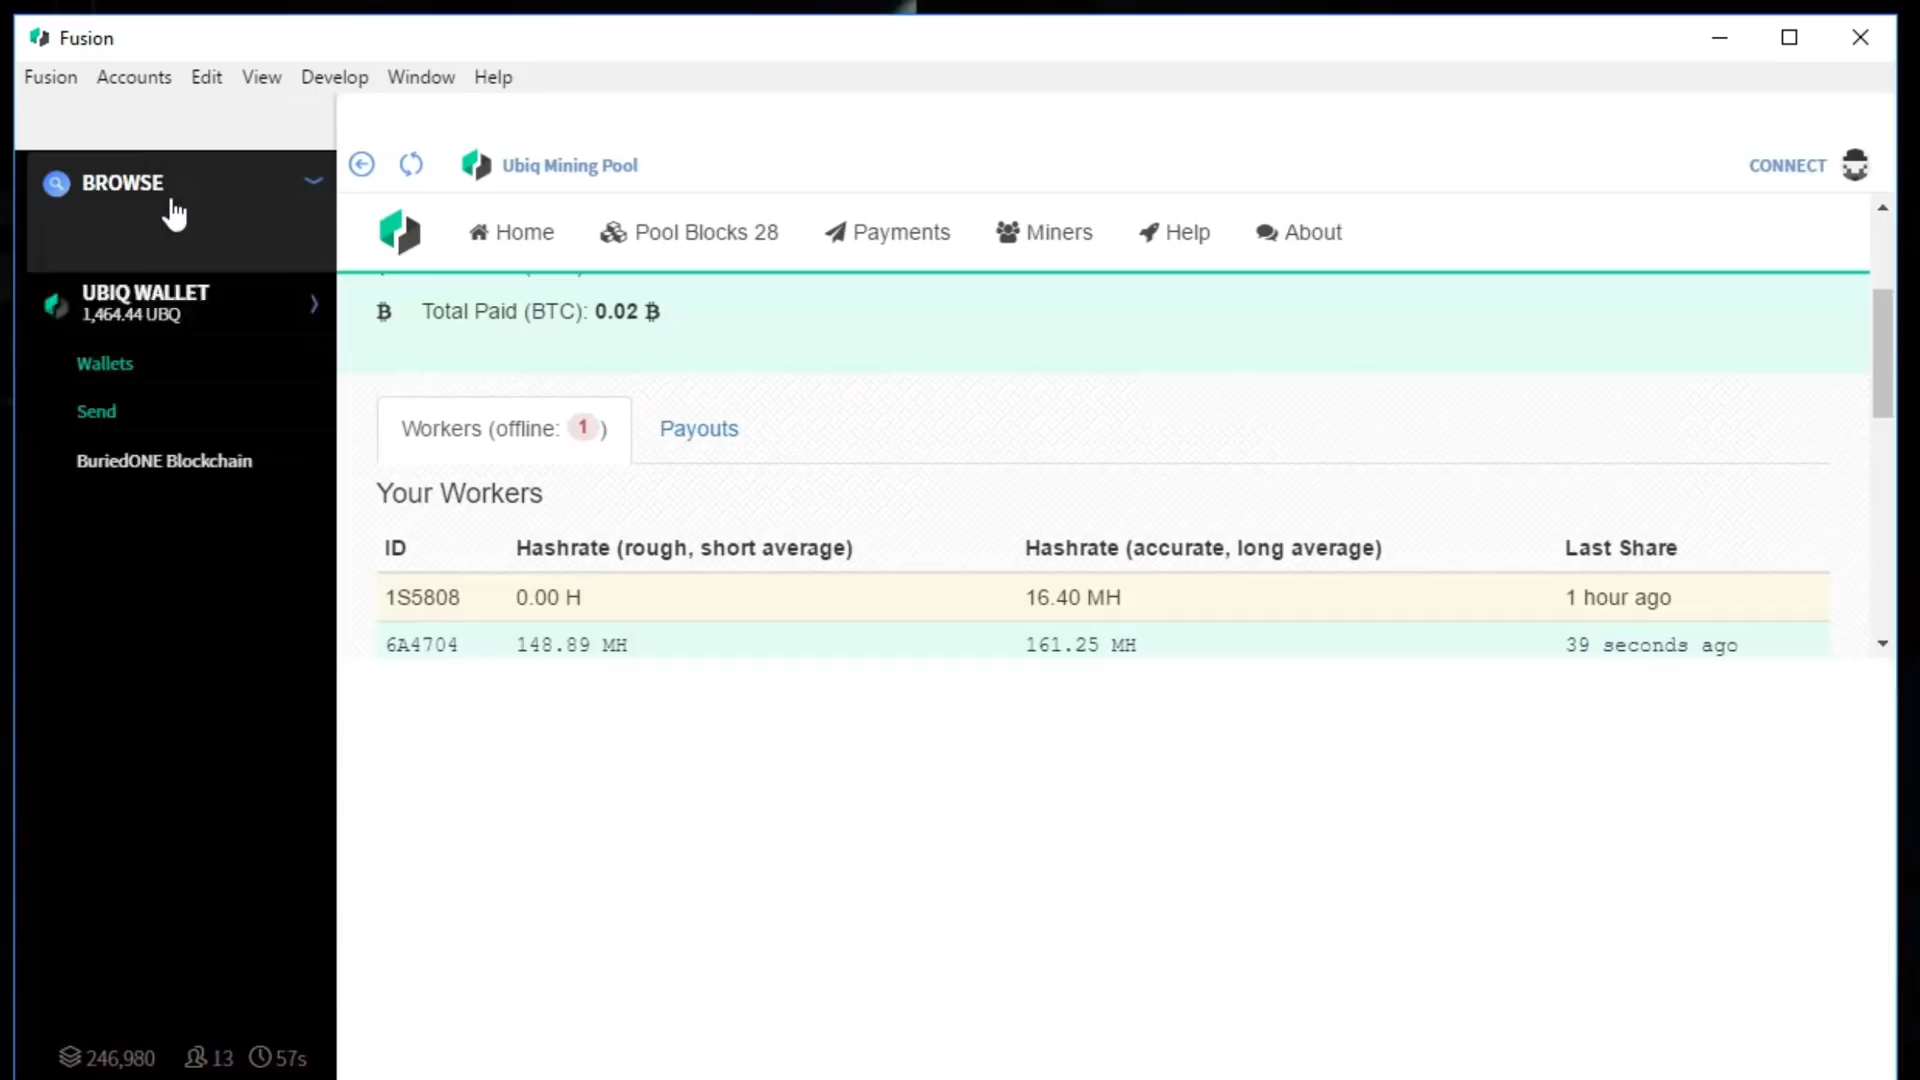 Fusion
Fusion Accounts Edit View Develop Window Help
BROWSE
Ubiq Mining Pool
CONNECT
Home Pool Blocks 28 Payments Miners Help About
UBIQ WALLET
1,464.44 UBQ
Wallets
Send
BuriedONE Blockchain
Total Paid (BTC): 0.02
Workers (offline: 1 ) Payouts
Your Workers
ID Hashrate (rough, short average) Hashrate (accurate, long average) Last Share
1S5808 0.00 H 16.40 MH 1 hour ago
6A4704 148.89 MH 161.25 MH 39 seconds ago
246,980 13 57s